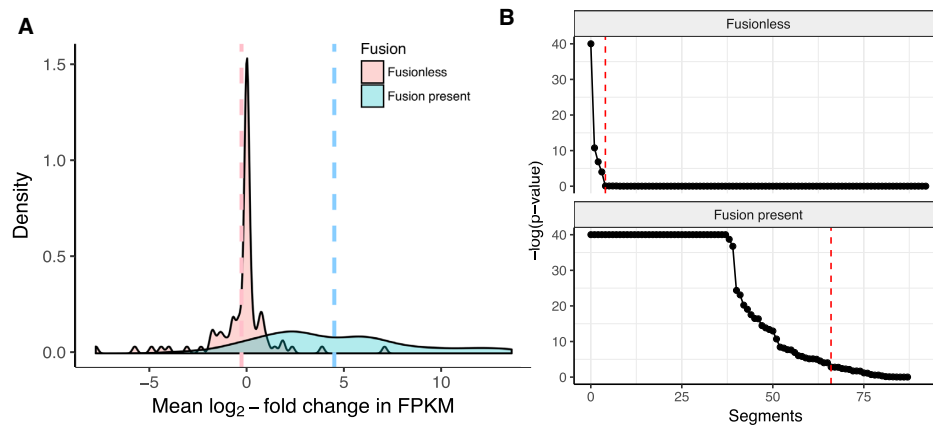 A
Fusion
Fusionless
Fusion present
1.5
1.0
0.5
0.0
Density
−5
0
5
10
Mean log2−fold change in FPKM
B
Fusionless
40
30
20
10
0
Fusion present
40
30
20
10
0
−log(p−value)
0
25
50
75
Segments